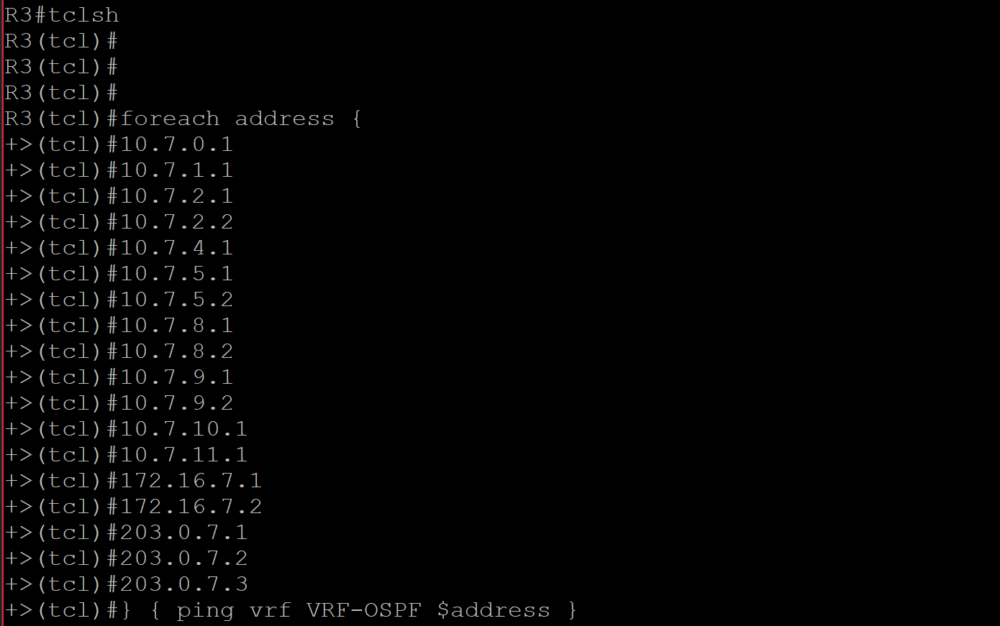 R3#tclsh
R3(tcl)#
R3(tcl)#
R3(tcl)#
R3(tcl)#foreach address {
+>(tcl)#10.7.0.1
+>(tcl)#10.7.1.1
+>(tcl)#10.7.2.1
+>(tcl)#10.7.2.2
+>(tcl)#10.7.4.1
+>(tcl)#10.7.5.1
+>(tcl)#10.7.5.2
+>(tcl)#10.7.8.1
+>(tcl)#10.7.8.2
+>(tcl)#10.7.9.1
+>(tcl)#10.7.9.2
+>(tcl)#10.7.10.1
+>(tcl)#10.7.11.1
+>(tcl)#172.16.7.1
+>(tcl)#172.16.7.2
+>(tcl)#203.0.7.1
+>(tcl)#203.0.7.2
+>(tcl)#203.0.7.3
+>(tcl)#} { ping vrf VRF-OSPF $address }